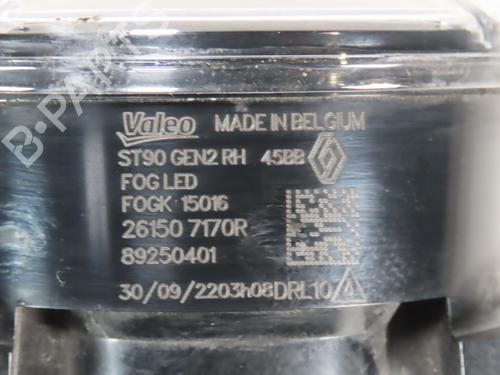 Valeo MADE IN BELGIUM
ST90 GEN2 RH 45BB
FOG LED
FOGK 15016
26150 7170R
89250401
30/09/2203h08DRL10
B-PARTS